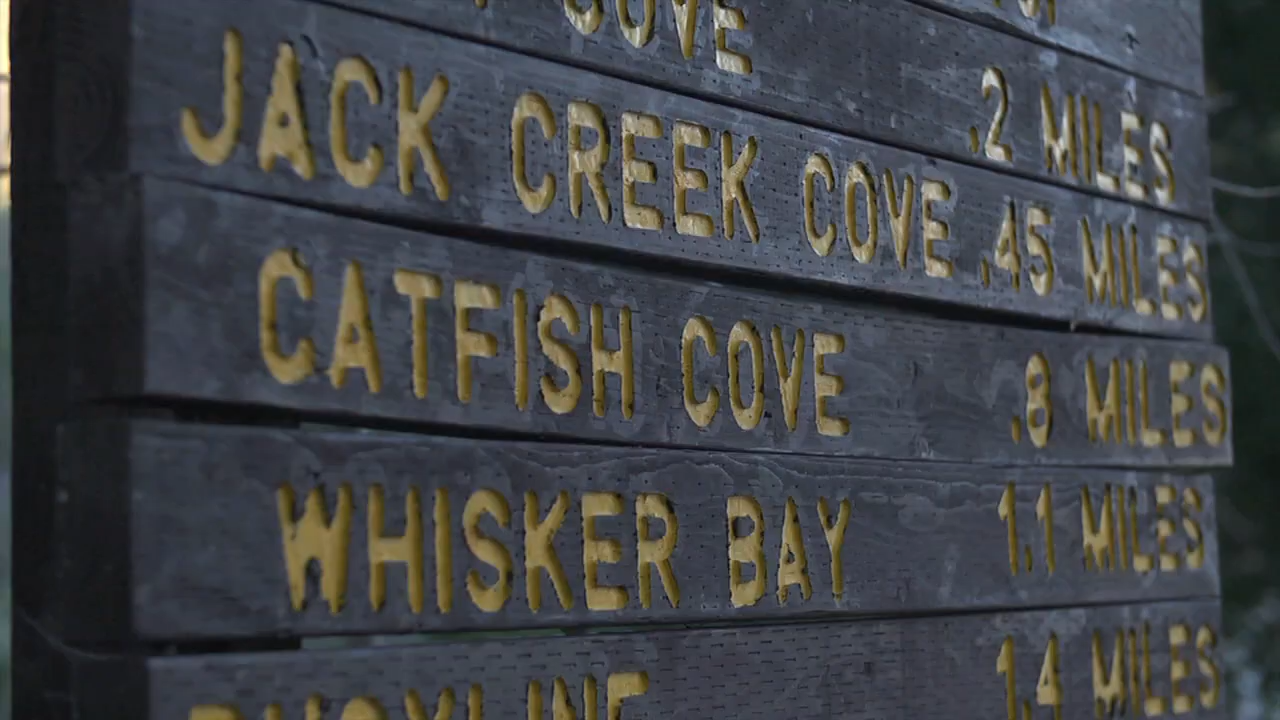 COVE .2 MILES
JACK CREEK COVE .45 MILES
CATFISH COVE .8 MILES
WHISKER BAY 1.1 MILES
1.4 MILES